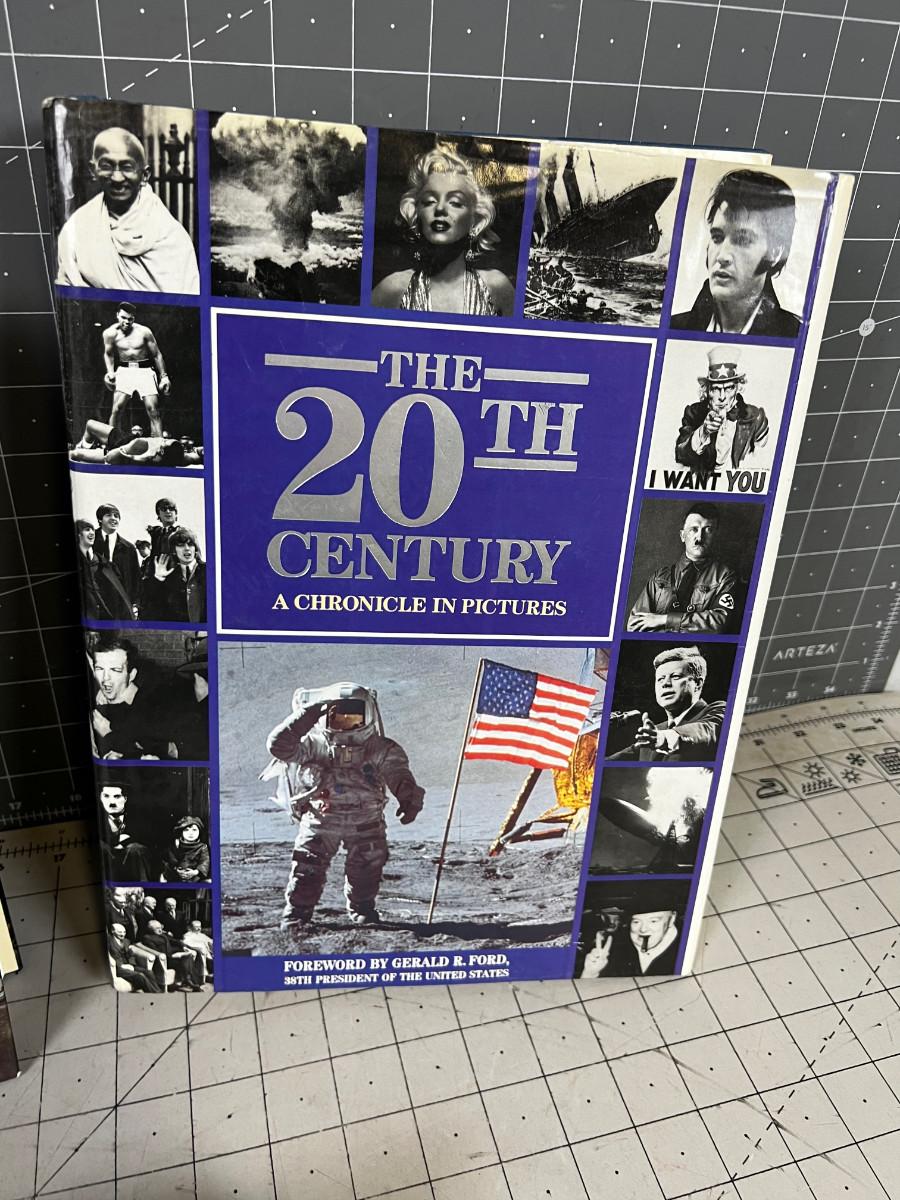 THE
20TH
CENTURY
A CHRONICLE IN PICTURES
I WANT YOU
FOREWORD BY GERALD R. FORD,
38TH PRESIDENT OF THE UNITED STATES
ARTEZA